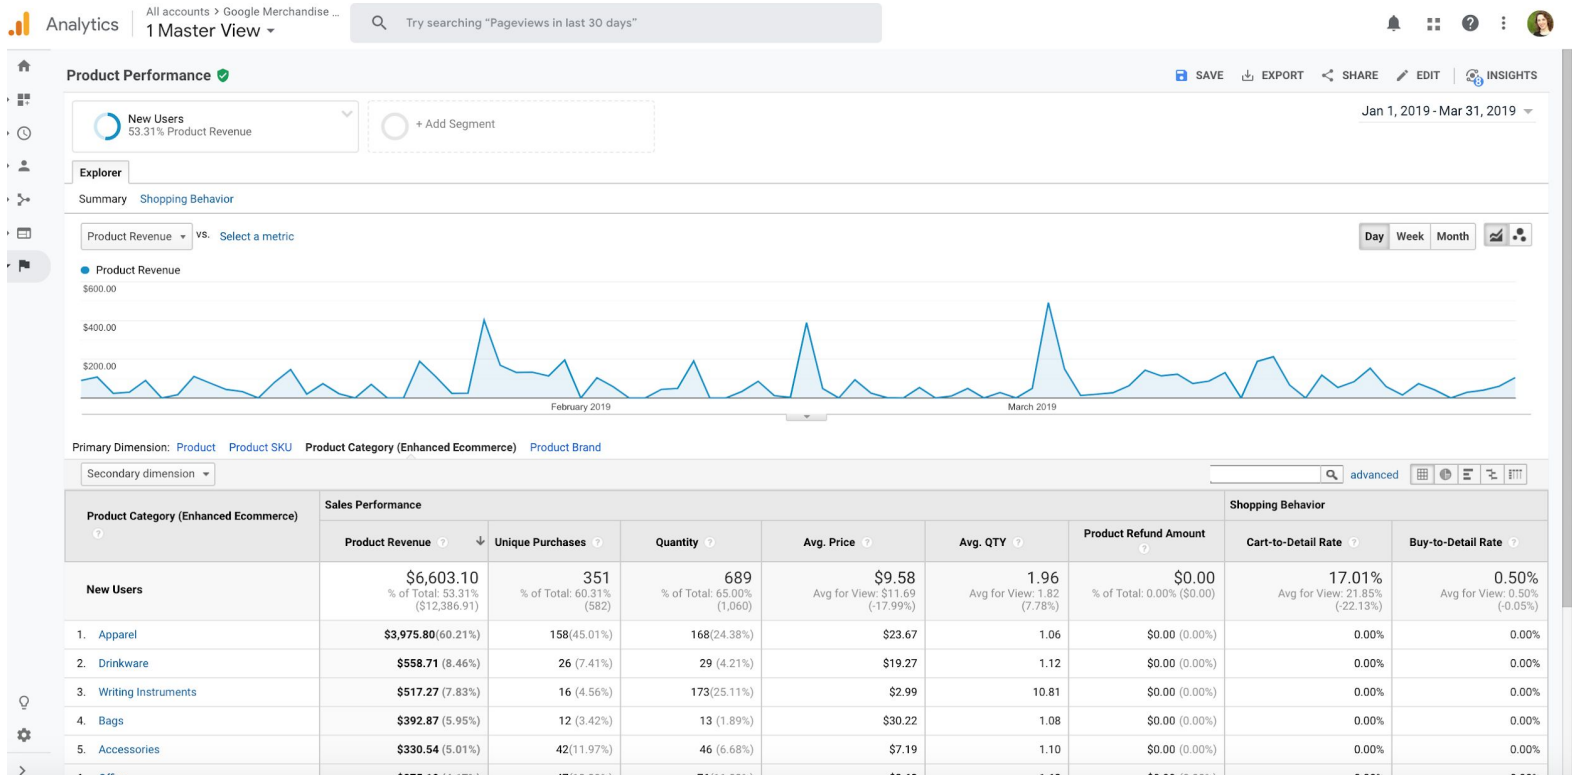 Analytics
All accounts > Google Merchandise ...
1 Master View
Try searching “Pageviews in last 30 days”
Product Performance
SAVE
EXPORT
SHARE
EDIT
8
INSIGHTS
New Users
53.31% Product Revenue
+ Add Segment
Jan 1, 2019 - Mar 31, 2019
Explorer
Summary Shopping Behavior
Product Revenue vs. Select a metric
Day Week Month
Product Revenue
$600.00
$400.00
$200.00
February 2019 March 2019
Primary Dimension: Product Product SKU Product Category (Enhanced Ecommerce) Product Brand
Secondary dimension
advanced
Product Category (Enhanced Ecommerce) ?
Sales Performance Shopping Behavior
Product Revenue ? Unique Purchases ? Quantity ? Avg. Price ? Avg. QTY ? Product Refund Amount ? Cart-to-Detail Rate ? Buy-to-Detail Rate ?
New Users
$6,603.10 351 689 $9.58 1.96 $0.00 17.01% 0.50%
% of Total: 53.31% % of Total: 60.31% % of Total: 65.00% Avg for View: $11.69 Avg for View: 1.82 % of Total: 0.00% ($0.00) Avg for View: 21.85% Avg for View: 0.50%
($12,386.91) (582) (1,060) (-17.99%) (7.78%) (-22.13%) (-0.05%)
1. Apparel $3,975.80(60.21%) 158(45.01%) 168(24.38%) $23.67 1.06 $0.00 (0.00%) 0.00% 0.00%
2. Drinkware $558.71 (8.46%) 26 (7.41%) 29 (4.21%) $19.27 1.12 $0.00 (0.00%) 0.00% 0.00%
3. Writing Instruments $517.27 (7.83%) 16 (4.56%) 173(25.11%) $2.99 10.81 $0.00 (0.00%) 0.00% 0.00%
4. Bags $392.87 (5.95%) 12 (3.42%) 13 (1.89%) $30.22 1.08 $0.00 (0.00%) 0.00% 0.00%
5. Accessories $330.54 (5.01%) 42(11.97%) 46 (6.68%) $7.19 1.10 $0.00 (0.00%) 0.00% 0.00%